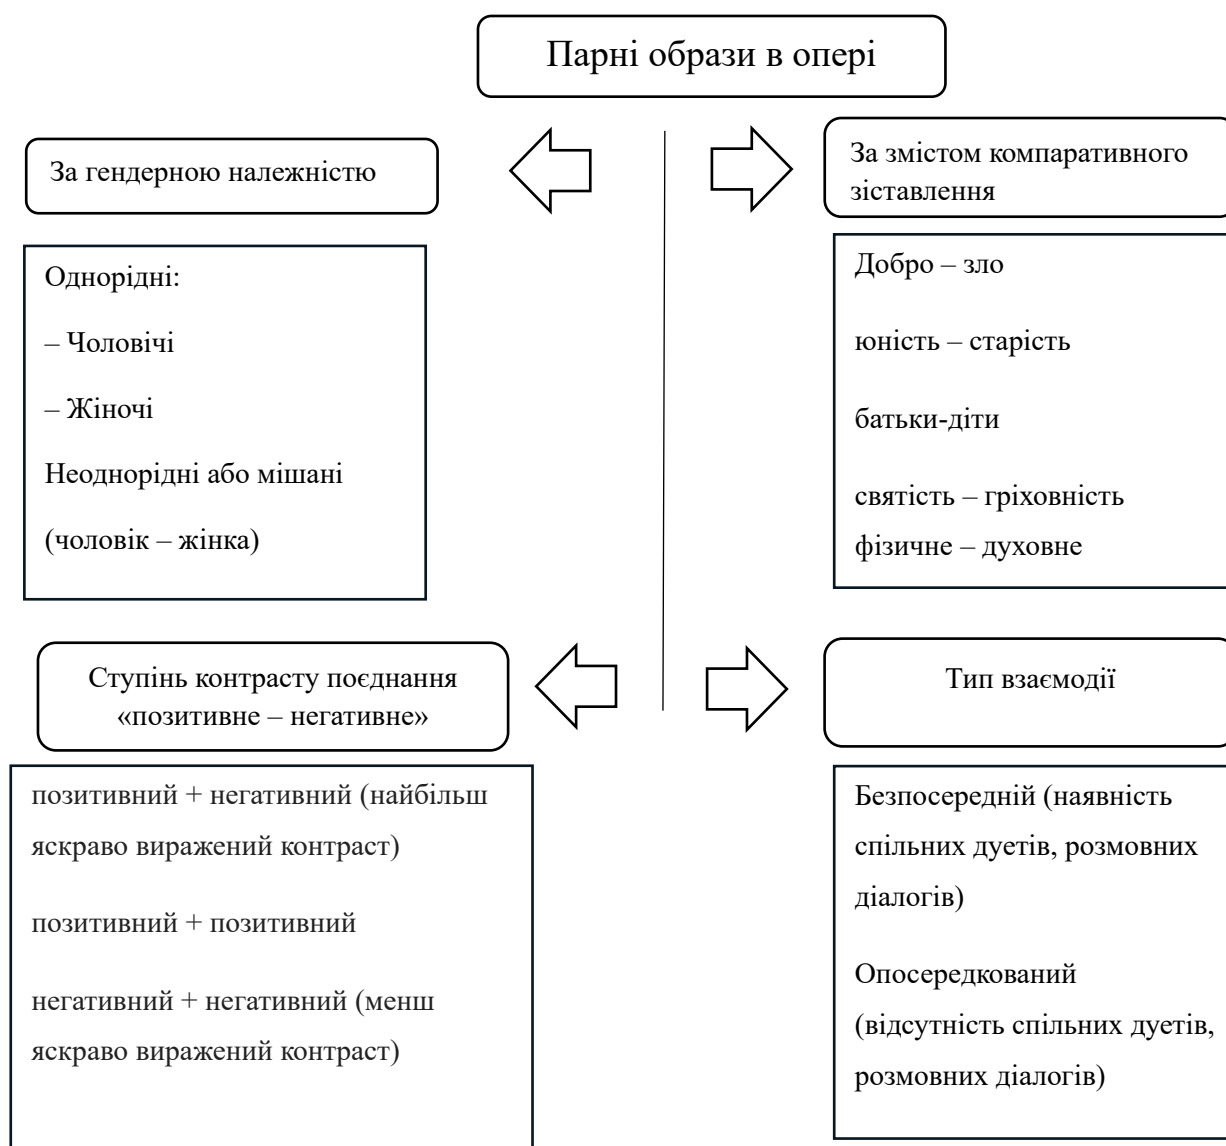 Парні образи в опері
За гендерною належністю
За змістом компаративного
зіставлення
Однорідні:
– Чоловічі
– Жіночі
Неоднорідні або мішані
(чоловік – жінка)
Добро – зло
юність – старість
батьки-діти
святість – гріховність
фізичне – духовне
Ступінь контрасту поєднання
«позитивне – негативне»
Тип взаємодії
позитивний + негативний (найбільш
яскраво виражений контраст)
позитивний + позитивний
негативний + негативний (менш
яскраво виражений контраст)
Безпосередній (наявність
спільних дуетів, розмовних
діалогів)
Опосередкований
(відсутність спільних дуетів,
розмовних діалогів)